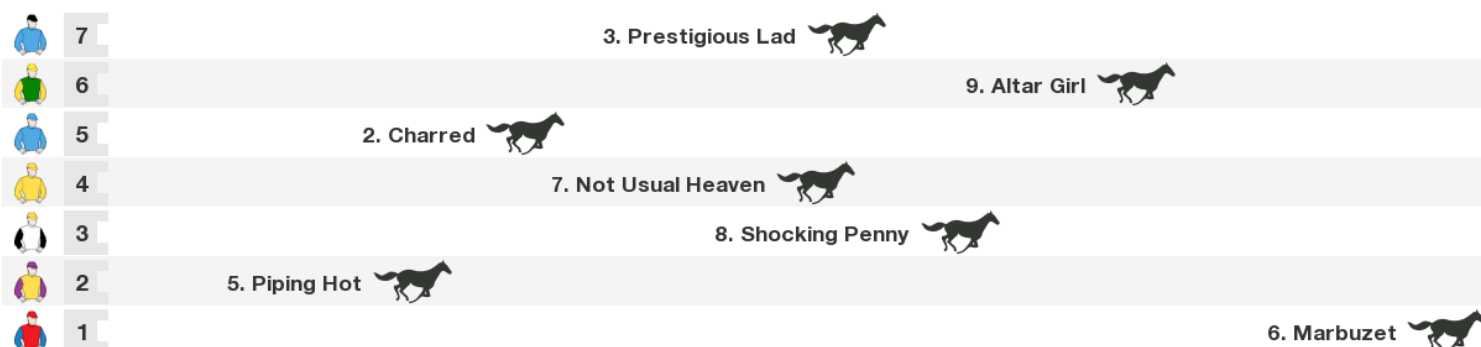 7 3. Prestigious Lad
6 9. Altar Girl
5 2. Charred
4 7. Not Usual Heaven
3 8. Shocking Penny
2 5. Piping Hot
1 6. Marbuzet